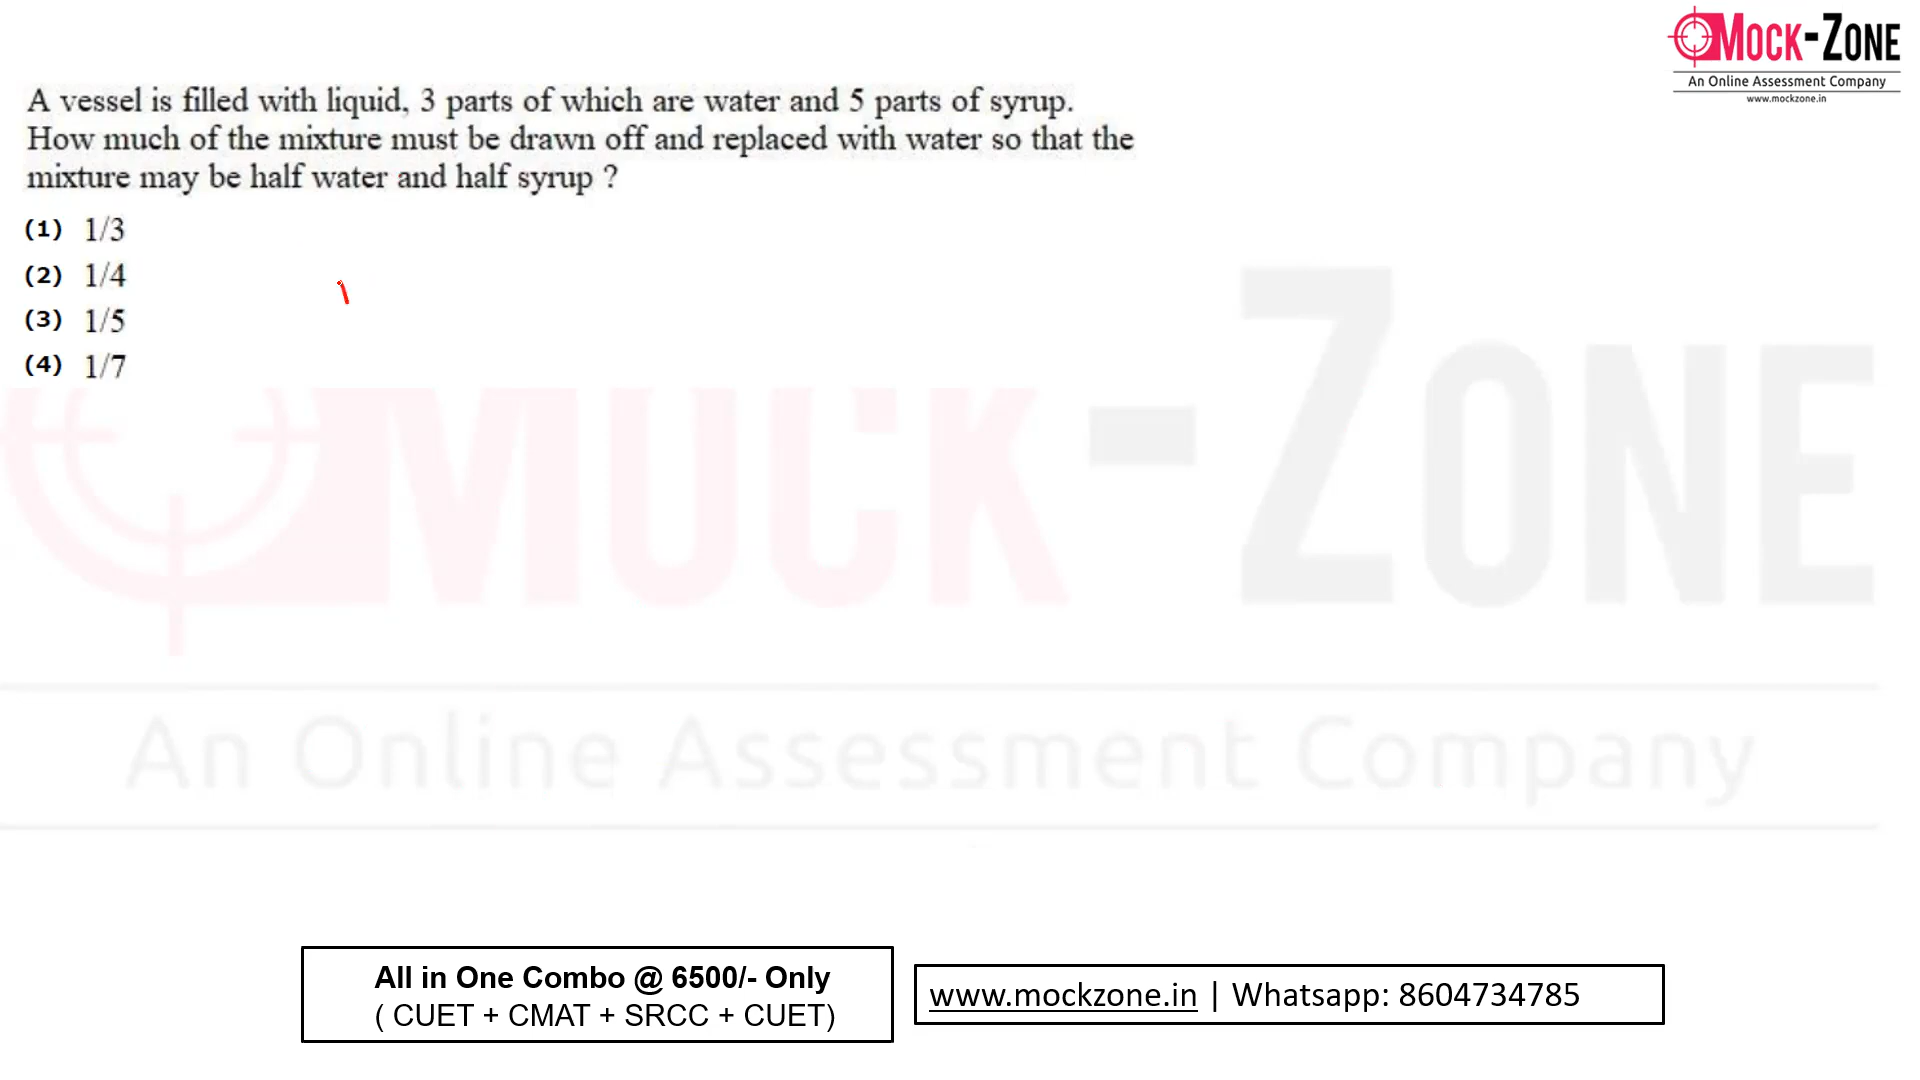 MOCK-ZONE
An Online Assessment Company
www.mockzone.in
A vessel is filled with liquid, 3 parts of which are water and 5 parts of syrup.
How much of the mixture must be drawn off and replaced with water so that the
mixture may be half water and half syrup ?
(1) 1/3
(2) 1/4
(3) 1/5
(4) 1/7
MOCK-ZONE
An Online Assessment Company
All in One Combo @ 6500/- Only
( CUET + CMAT + SRCC + CUET)
www.mockzone.in | Whatsapp: 8604734785